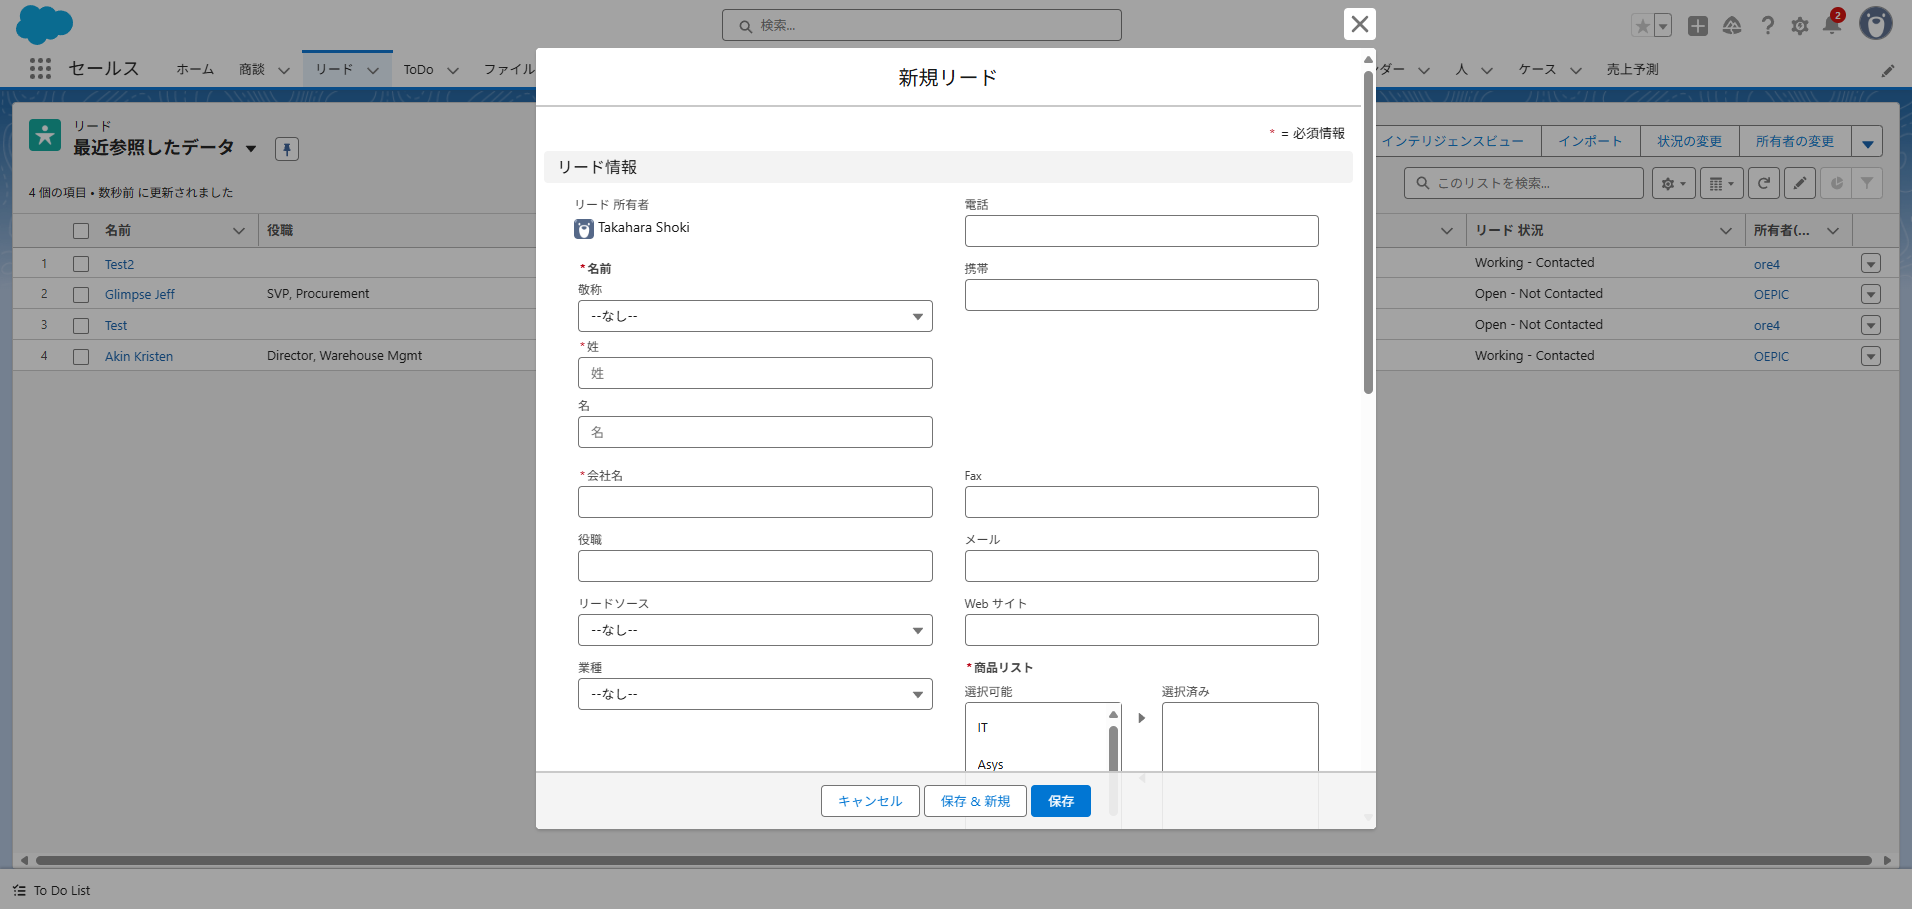 検索...
2
セールス
ホーム
商談
リード
ToDo
ファイル
ンダー
人
ケース
売上予測
リード
最近参照したデータ
4 個の項目 • 数秒前 に更新されました
インテリジェンスビュー
インポート
状況の変更
所有者の変更
このリストを検索...
名前
役職
リード 状況
所有者(...
1 Test2 Working - Contacted ore4
2 Glimpse Jeff SVP, Procurement Open - Not Contacted OEPIC
3 Test Open - Not Contacted ore4
4 Akin Kristen Director, Warehouse Mgmt Working - Contacted OEPIC
新規リード
* = 必須情報
リード情報
リード 所有者
Takahara Shoki
電話
*名前
携帯
敬称
--なし--
*姓
姓
名
名
*会社名
Fax
役職
メール
リードソース
--なし--
Web サイト
業種
--なし--
*商品リスト
選択可能
選択済み
IT
Asys
キャンセル
保存 & 新規
保存
To Do List